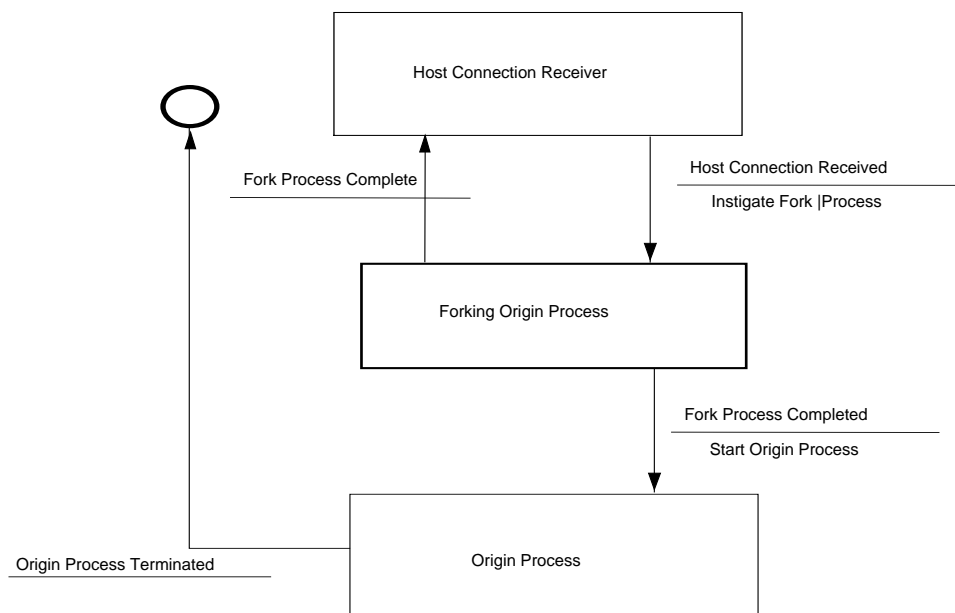 Host Connection Receiver
Fork Process Complete
Host Connection Received
Instigate Fork |Process
Forking Origin Process
Fork Process Completed
Start Origin Process
Origin Process Terminated
Origin Process